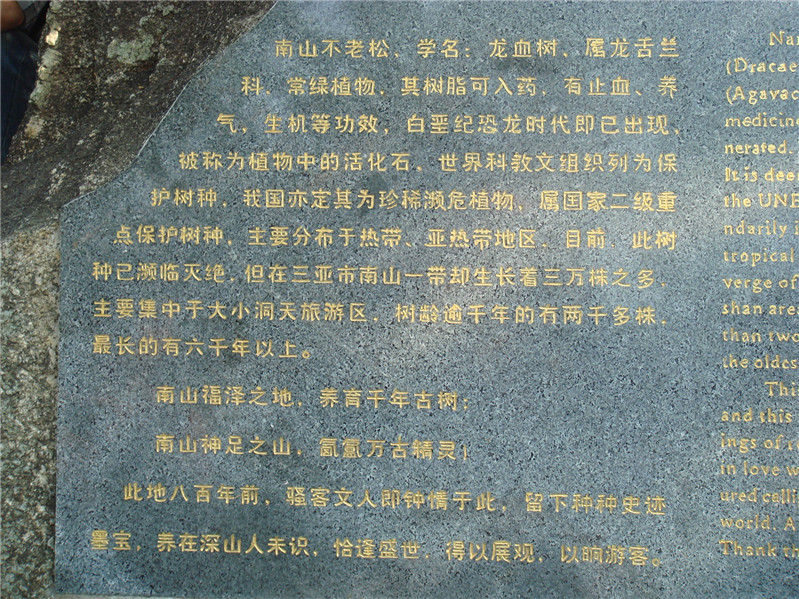 南山不老松、学名：龙血树、属龙舌兰
科，常绿植物，其树脂可入药，有止血、养
气，生机等功效，白垩纪恐龙时代即已出现，
被称为植物中的活化石，世界科教文组织列为保
护树种，我国亦定其为珍稀濒危植物，属国家二级重
点保护树种，主要分布于热带、亚热带地区，目前，此树
种已濒临灭绝，但在三亚市南山一带却生长着三万株之多，
主要集中于大小洞天旅游区，树龄逾千年的有两千多株，
最长的有六千年以上。
南山福泽之地，养育千年古树；
南山神足之山，氤氲万古精灵！
此地八百年前，骚客文人即钟情于此，留下种种史迹
墨宝，养在深山人未识，恰逢盛世，得以展观，以晌游客。
Nan
(Dracae
(Agavac
medicine
nerated.
It is deem
the UNE
ndarily i
tropical
verge of
shan area
than two
the oldes
This
and this
ings of
in love w
ured calli
world. A
Thank th